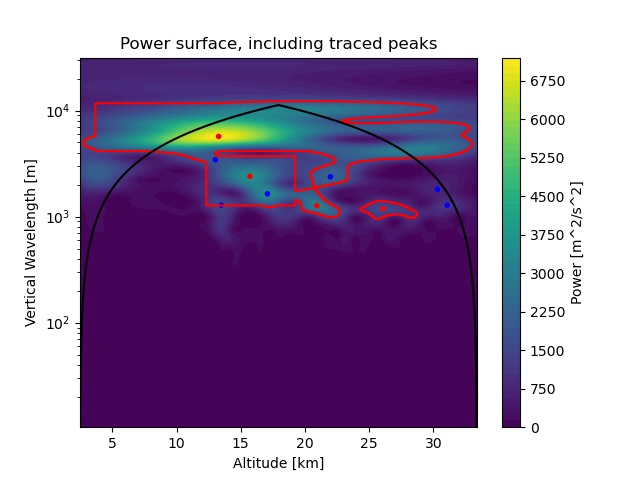 Power surface, including traced peaks
Vertical Wavelength [m]
10^4
10^3
10^2
5 10 15 20 25 30
Altitude [km]
6750
6000
5250
4500
3750
3000
2250
1500
750
0
Power [m^2/s^2]